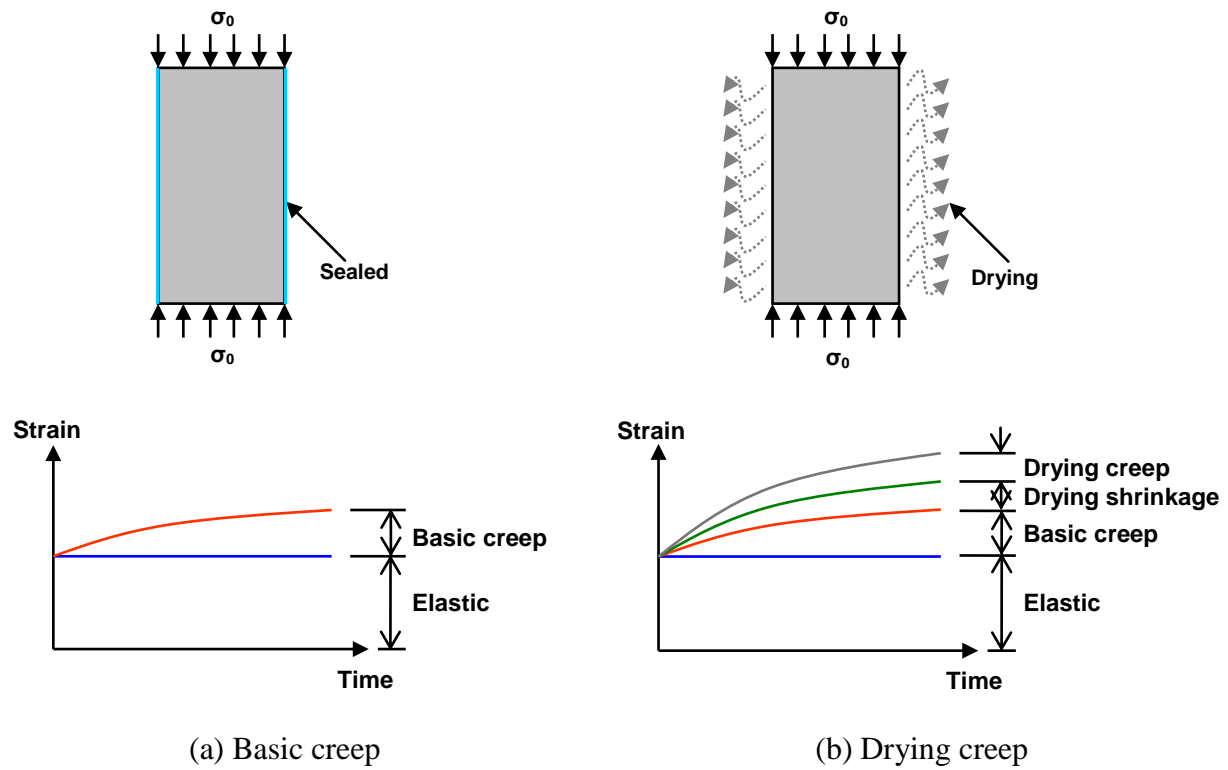 σ₀
Sealed
σ₀
Strain
Basic creep
Elastic
Time
(a) Basic creep
σ₀
Drying
σ₀
Strain
Drying creep
Drying shrinkage
Basic creep
Elastic
Time
(b) Drying creep